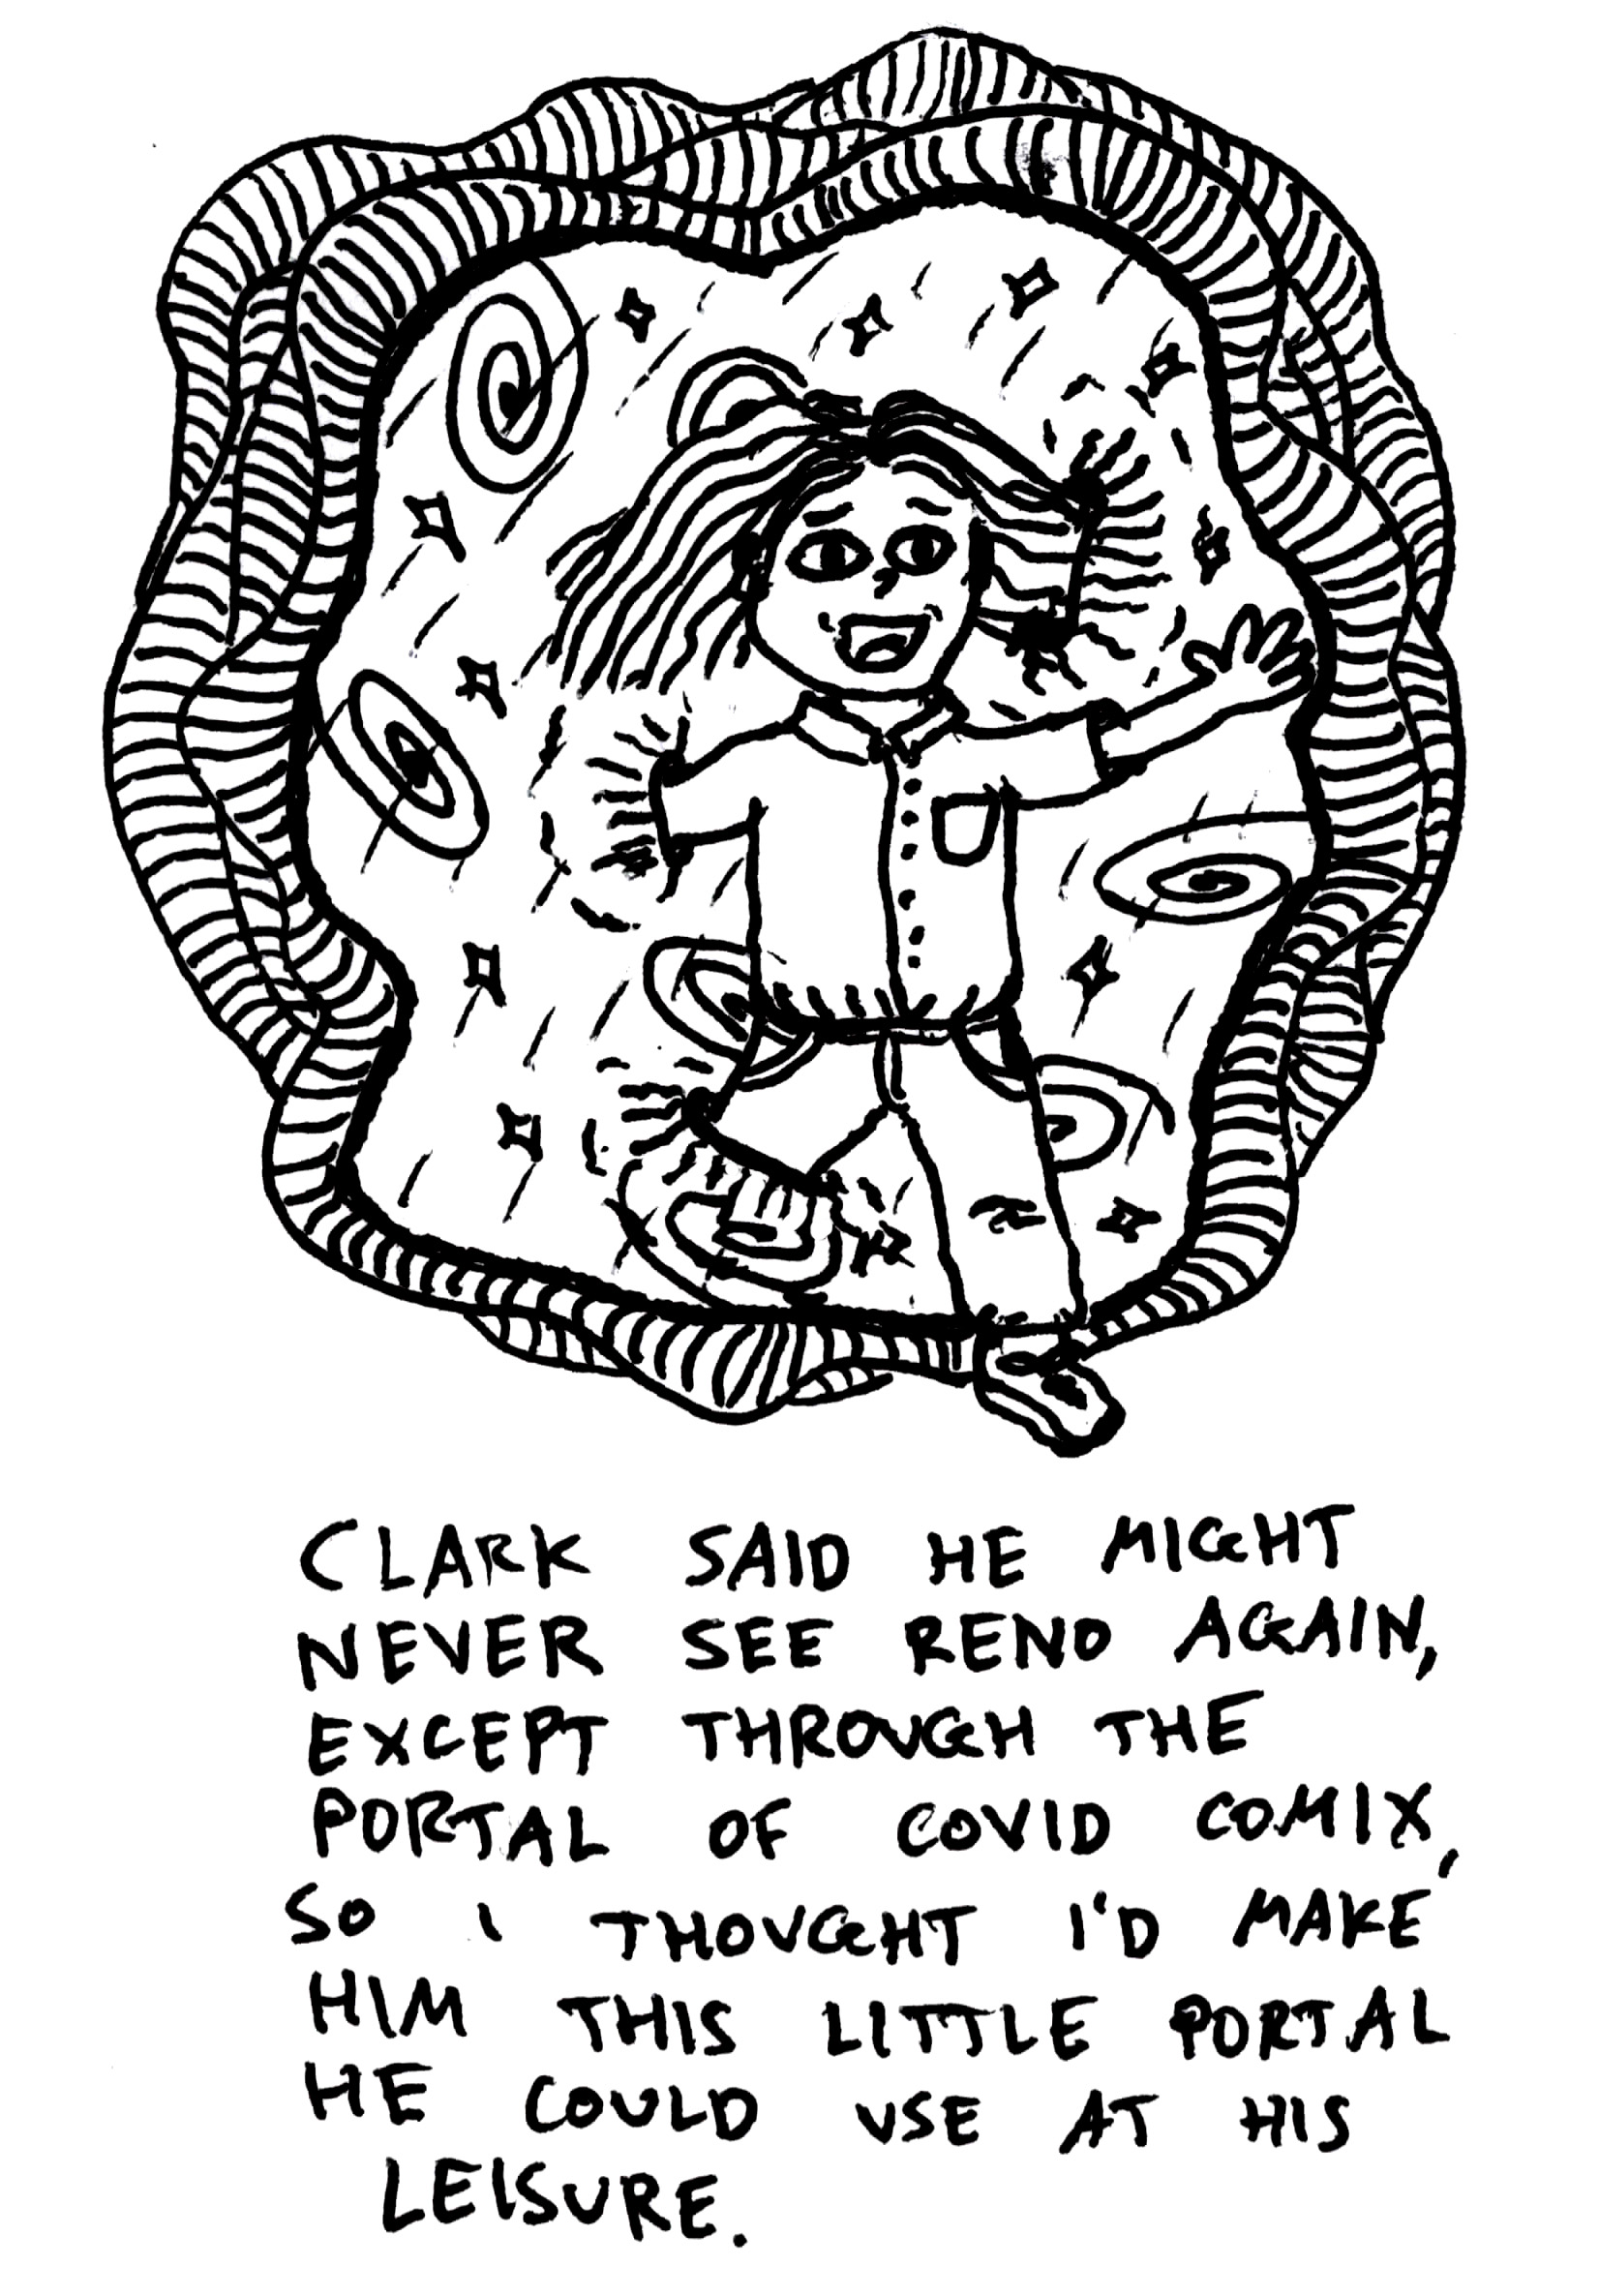 CLARK SAID HE MIGHT
NEVER SEE RENO AGAIN,
EXCEPT THROUGH THE
PORTAL OF COVID COMIX,
SO I THOUGHT I'D MAKE
HIM THIS LITTLE PORTAL
HE COULD USE AT HIS
LEISURE.